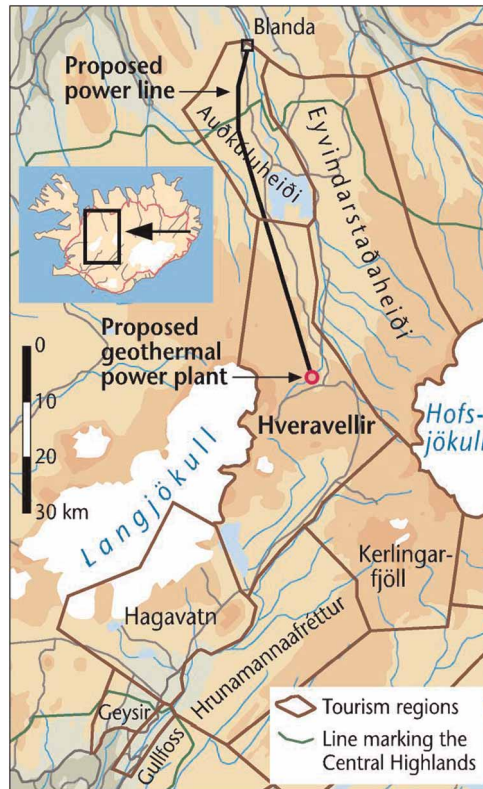 Blanda
Proposed
power line
Auðkúluheiði
Eyvindarstaðaheiði
Proposed
geothermal
power plant
0
10
20
30 km
Hveravellir
Hofs-
jökull
Langjökull
Kerlingar-
fjöll
Hagavatn
Hrunamannaafréttur
Geysir
Gullfoss
Tourism regions
Line marking the
Central Highlands